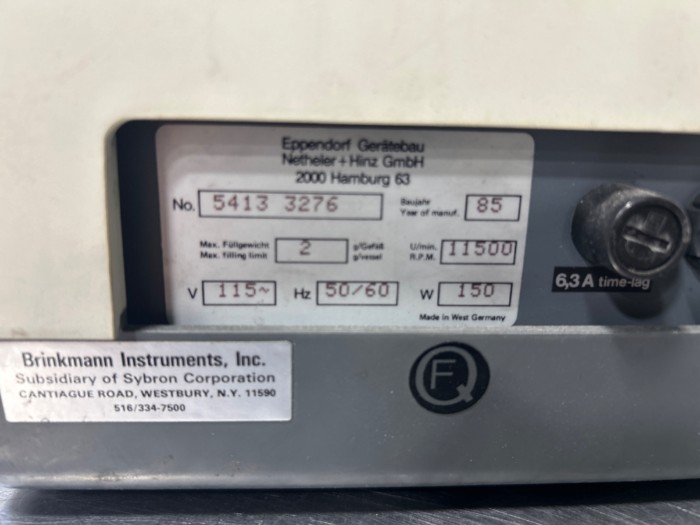 Eppendorf Gerätebau
Netheler+Hinz GmbH
2000 Hamburg 63
No. 5413 3276
Baujahr
Year of manuf. 85
Max. Füllgewicht
Max. filling limit 2 g/Gefäß
g/vessel
U/min.
R.P.M. 11500
V 115~ Hz 50/60 W 150
Made in West Germany
6,3 A time-lag
Brinkmann Instruments, Inc.
Subsidiary of Sybron Corporation
CANTIAGUE ROAD, WESTBURY, N.Y. 11590
516/334-7500
FQ